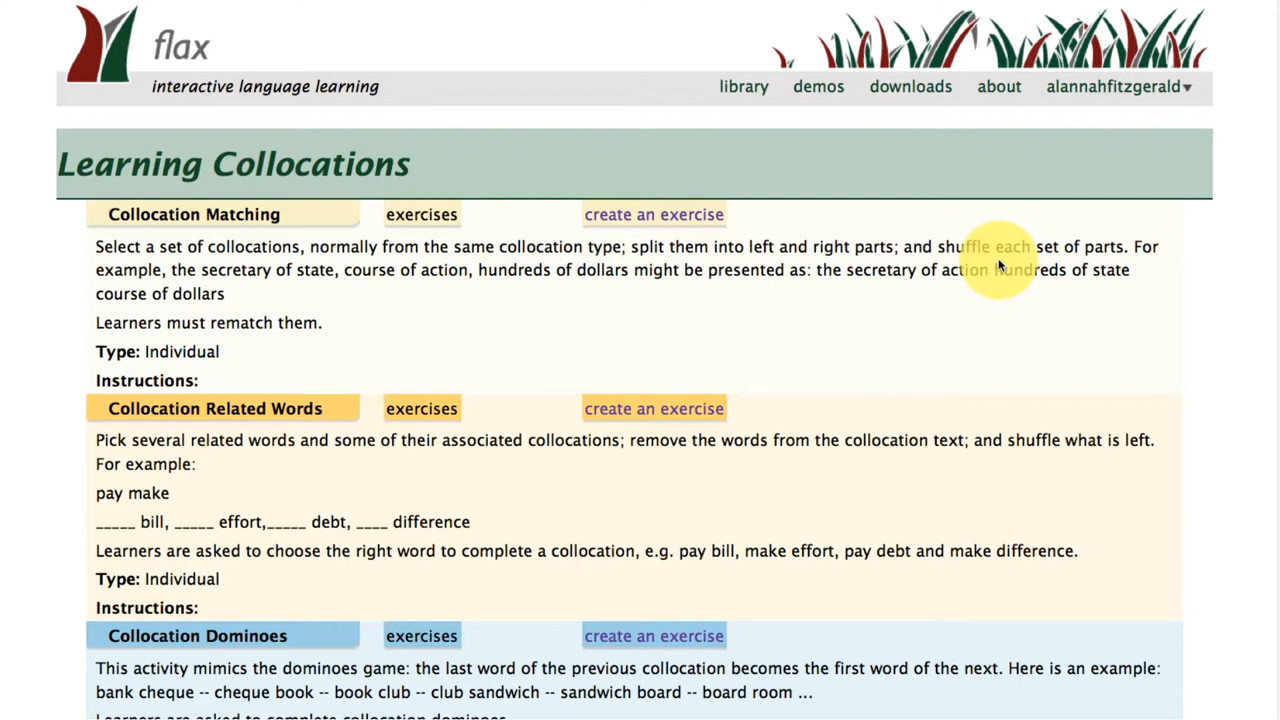 flax
interactive language learning
library demos downloads about alannahfitzgerald▾
Learning Collocations
Collocation Matching exercises create an exercise
Select a set of collocations, normally from the same collocation type; split them into left and right parts; and shuffle each set of parts. For
example, the secretary of state, course of action, hundreds of dollars might be presented as: the secretary of action hundreds of state
course of dollars
Learners must rematch them.
Type: Individual
Instructions:
Collocation Related Words exercises create an exercise
Pick several related words and some of their associated collocations; remove the words from the collocation text; and shuffle what is left.
For example:
pay make
_____ bill, _____ effort,_____ debt, ____ difference
Learners are asked to choose the right word to complete a collocation, e.g. pay bill, make effort, pay debt and make difference.
Type: Individual
Instructions:
Collocation Dominoes exercises create an exercise
This activity mimics the dominoes game: the last word of the previous collocation becomes the first word of the next. Here is an example:
bank cheque -- cheque book -- book club -- club sandwich -- sandwich board -- board room ...
Learners are asked to complete collocation dominoes